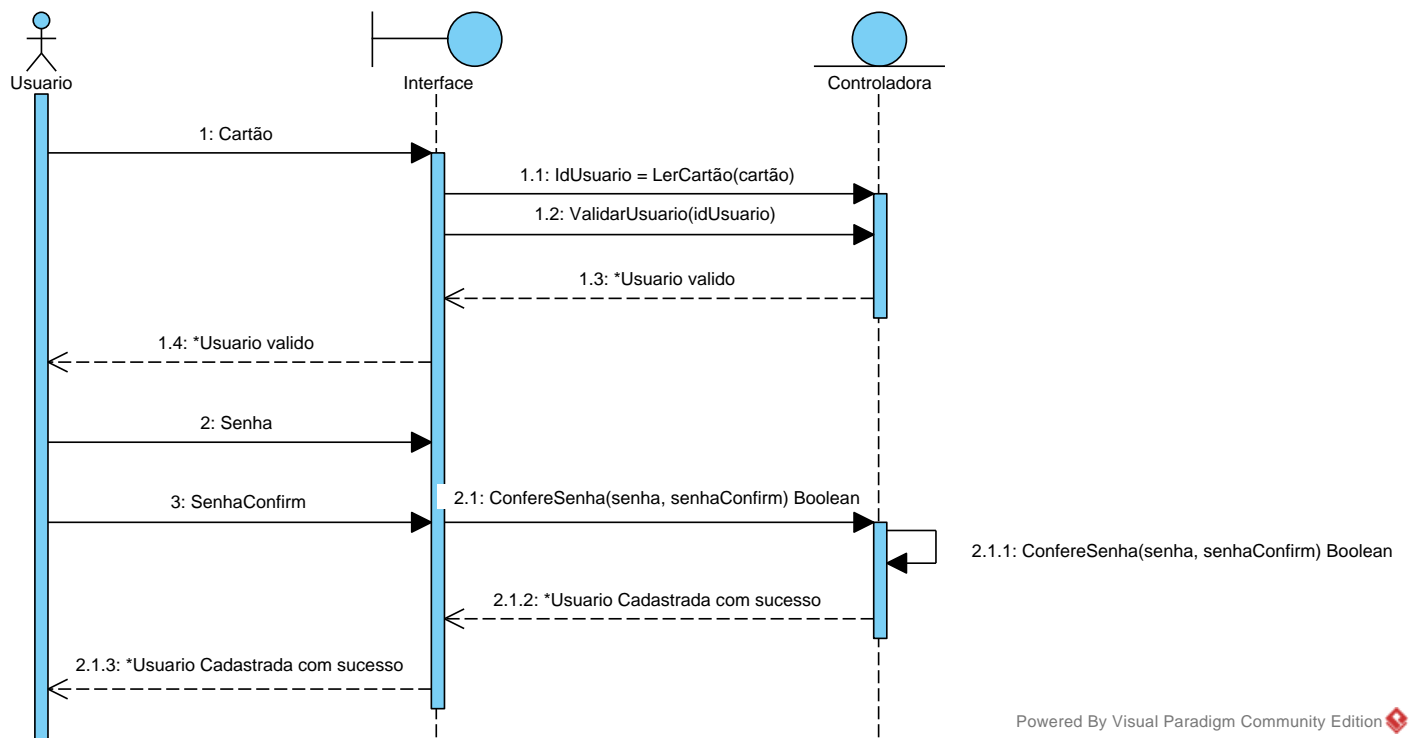 Usuario
Interface
Controladora
1: Cartão
1.1: IdUsuario = LerCartão(cartão)
1.2: ValidarUsuario(idUsuario)
1.3: *Usuario valido
1.4: *Usuario valido
2: Senha
3: SenhaConfirm
2.1: ConfereSenha(senha, senhaConfirm) Boolean
2.1.1: ConfereSenha(senha, senhaConfirm) Boolean
2.1.2: *Usuario Cadastrada com sucesso
2.1.3: *Usuario Cadastrada com sucesso
Powered By Visual Paradigm Community Edition